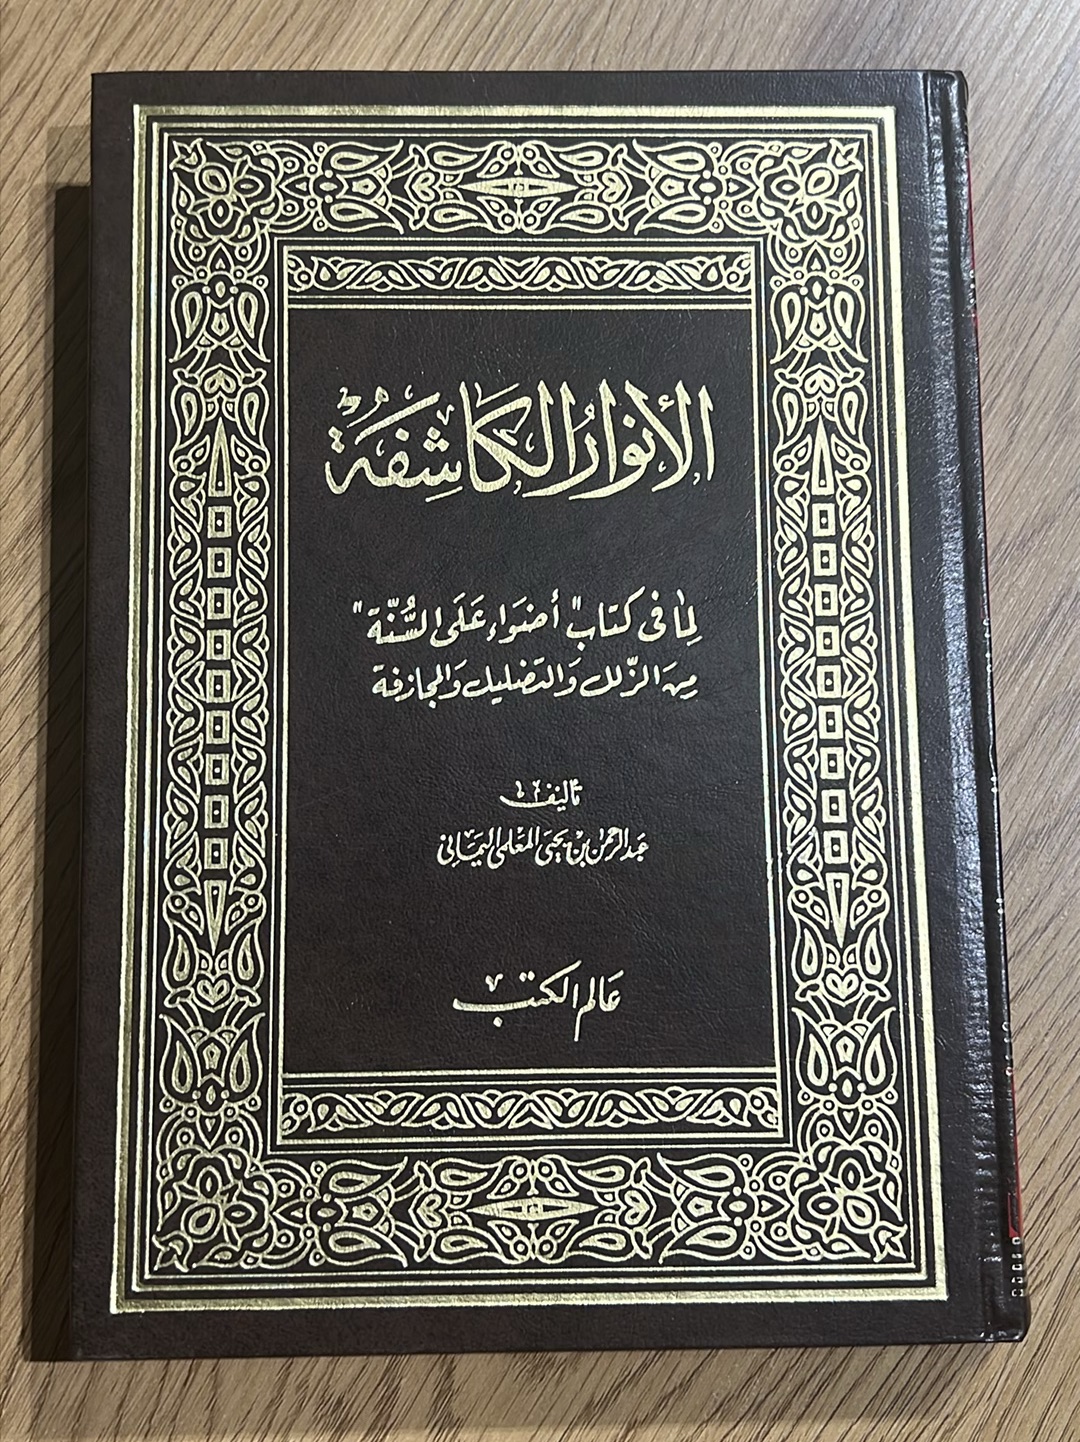 الأنوار الكاشفة
لما في كتاب "أضواء على السنة"
من الزلل والتضليل والمجازفة
تأليف
عبد الرحمن بن يحيى المعلمي اليماني
عالم الكتب